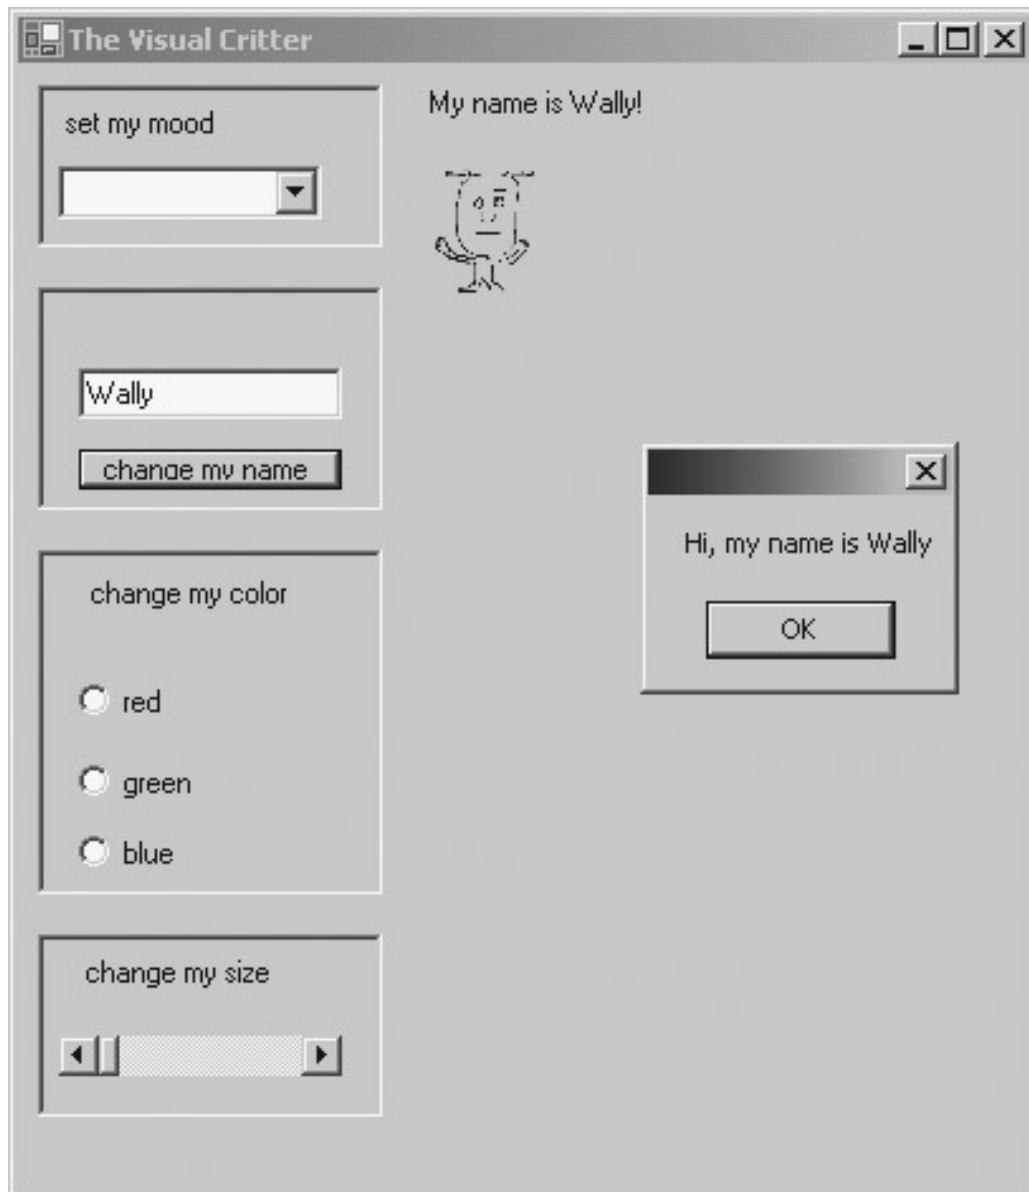 The Visual Critter
set my mood
My name is Wally!
Wally
change my name
Hi, my name is Wally
OK
change my color
red
green
blue
change my size